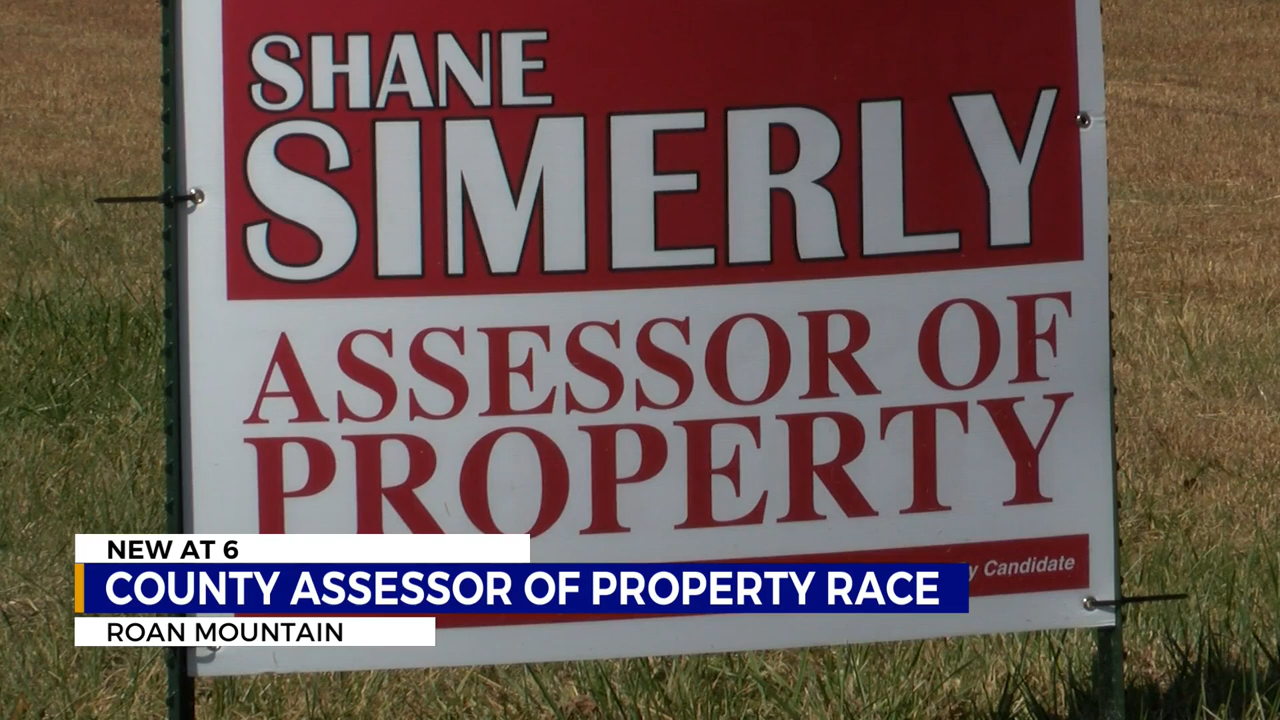 SHANE
SIMERLY
ASSESSOR OF
PROPERTY
Candidate
NEW AT 6
COUNTY ASSESSOR OF PROPERTY RACE
ROAN MOUNTAIN